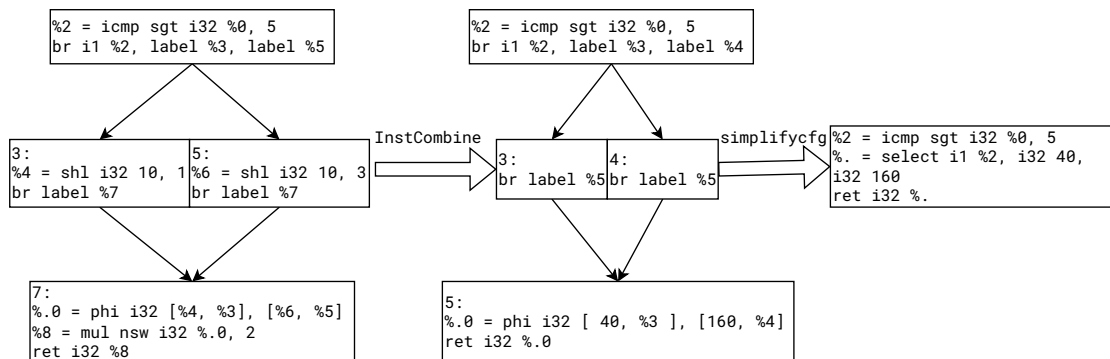 %2 = icmp sgt i32 %0, 5
br i1 %2, label %3, label %5
3:
%4 = shl i32 10, 1
br label %7
5:
%6 = shl i32 10, 3
br label %7
7:
%.0 = phi i32 [%4, %3], [%6, %5]
%8 = mul nsw i32 %.0, 2
ret i32 %8
InstCombine
%2 = icmp sgt i32 %0, 5
br i1 %2, label %3, label %4
3:
br label %5
4:
br label %5
5:
%.0 = phi i32 [ 40, %3 ], [160, %4]
ret i32 %.0
simplifycfg
%2 = icmp sgt i32 %0, 5
%. = select i1 %2, i32 40,
i32 160
ret i32 %.